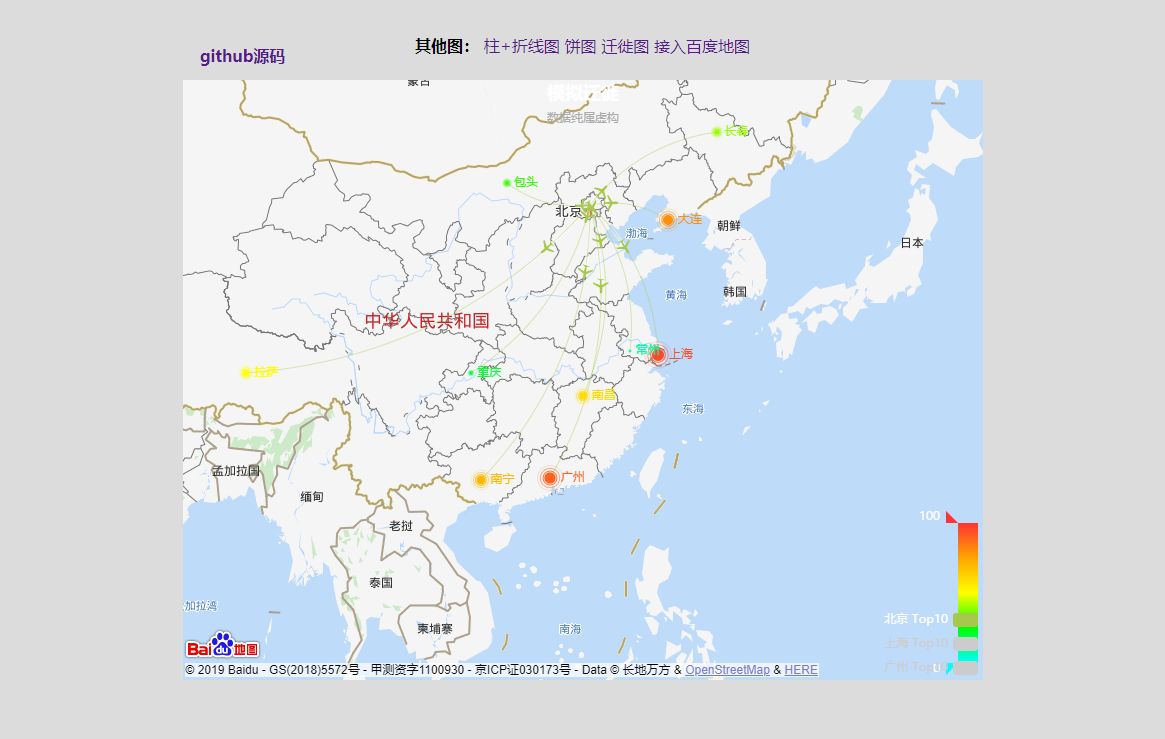 github源码
其他图： 柱+折线图 饼图 迁徙图 接入百度地图
蒙古
模拟迁徙
数据纯属虚构
长春
包头
北京
大连
朝鲜
渤海
日本
韩国
黄海
中华人民共和国
常州
上海
拉萨
重庆
南昌
东海
孟加拉国
南宁
广州
缅甸
老挝
100
泰国
加拉湾
北京 Top10
柬埔寨
南海
上海 Top10
Bai du 地图
广州 Top10
0
© 2019 Baidu - GS(2018)5572号 - 甲测资字1100930 - 京ICP证030173号 - Data © 长地万方 & OpenStreetMap & HERE